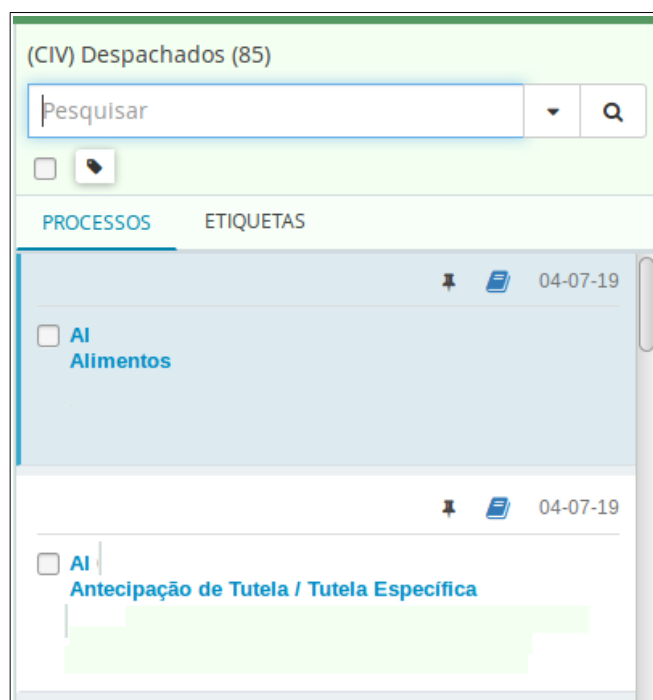 (CIV) Despachados (85)
Pesquisar
PROCESSOS ETIQUETAS
04-07-19
AI
Alimentos
04-07-19
AI
Antecipação de Tutela / Tutela Específica